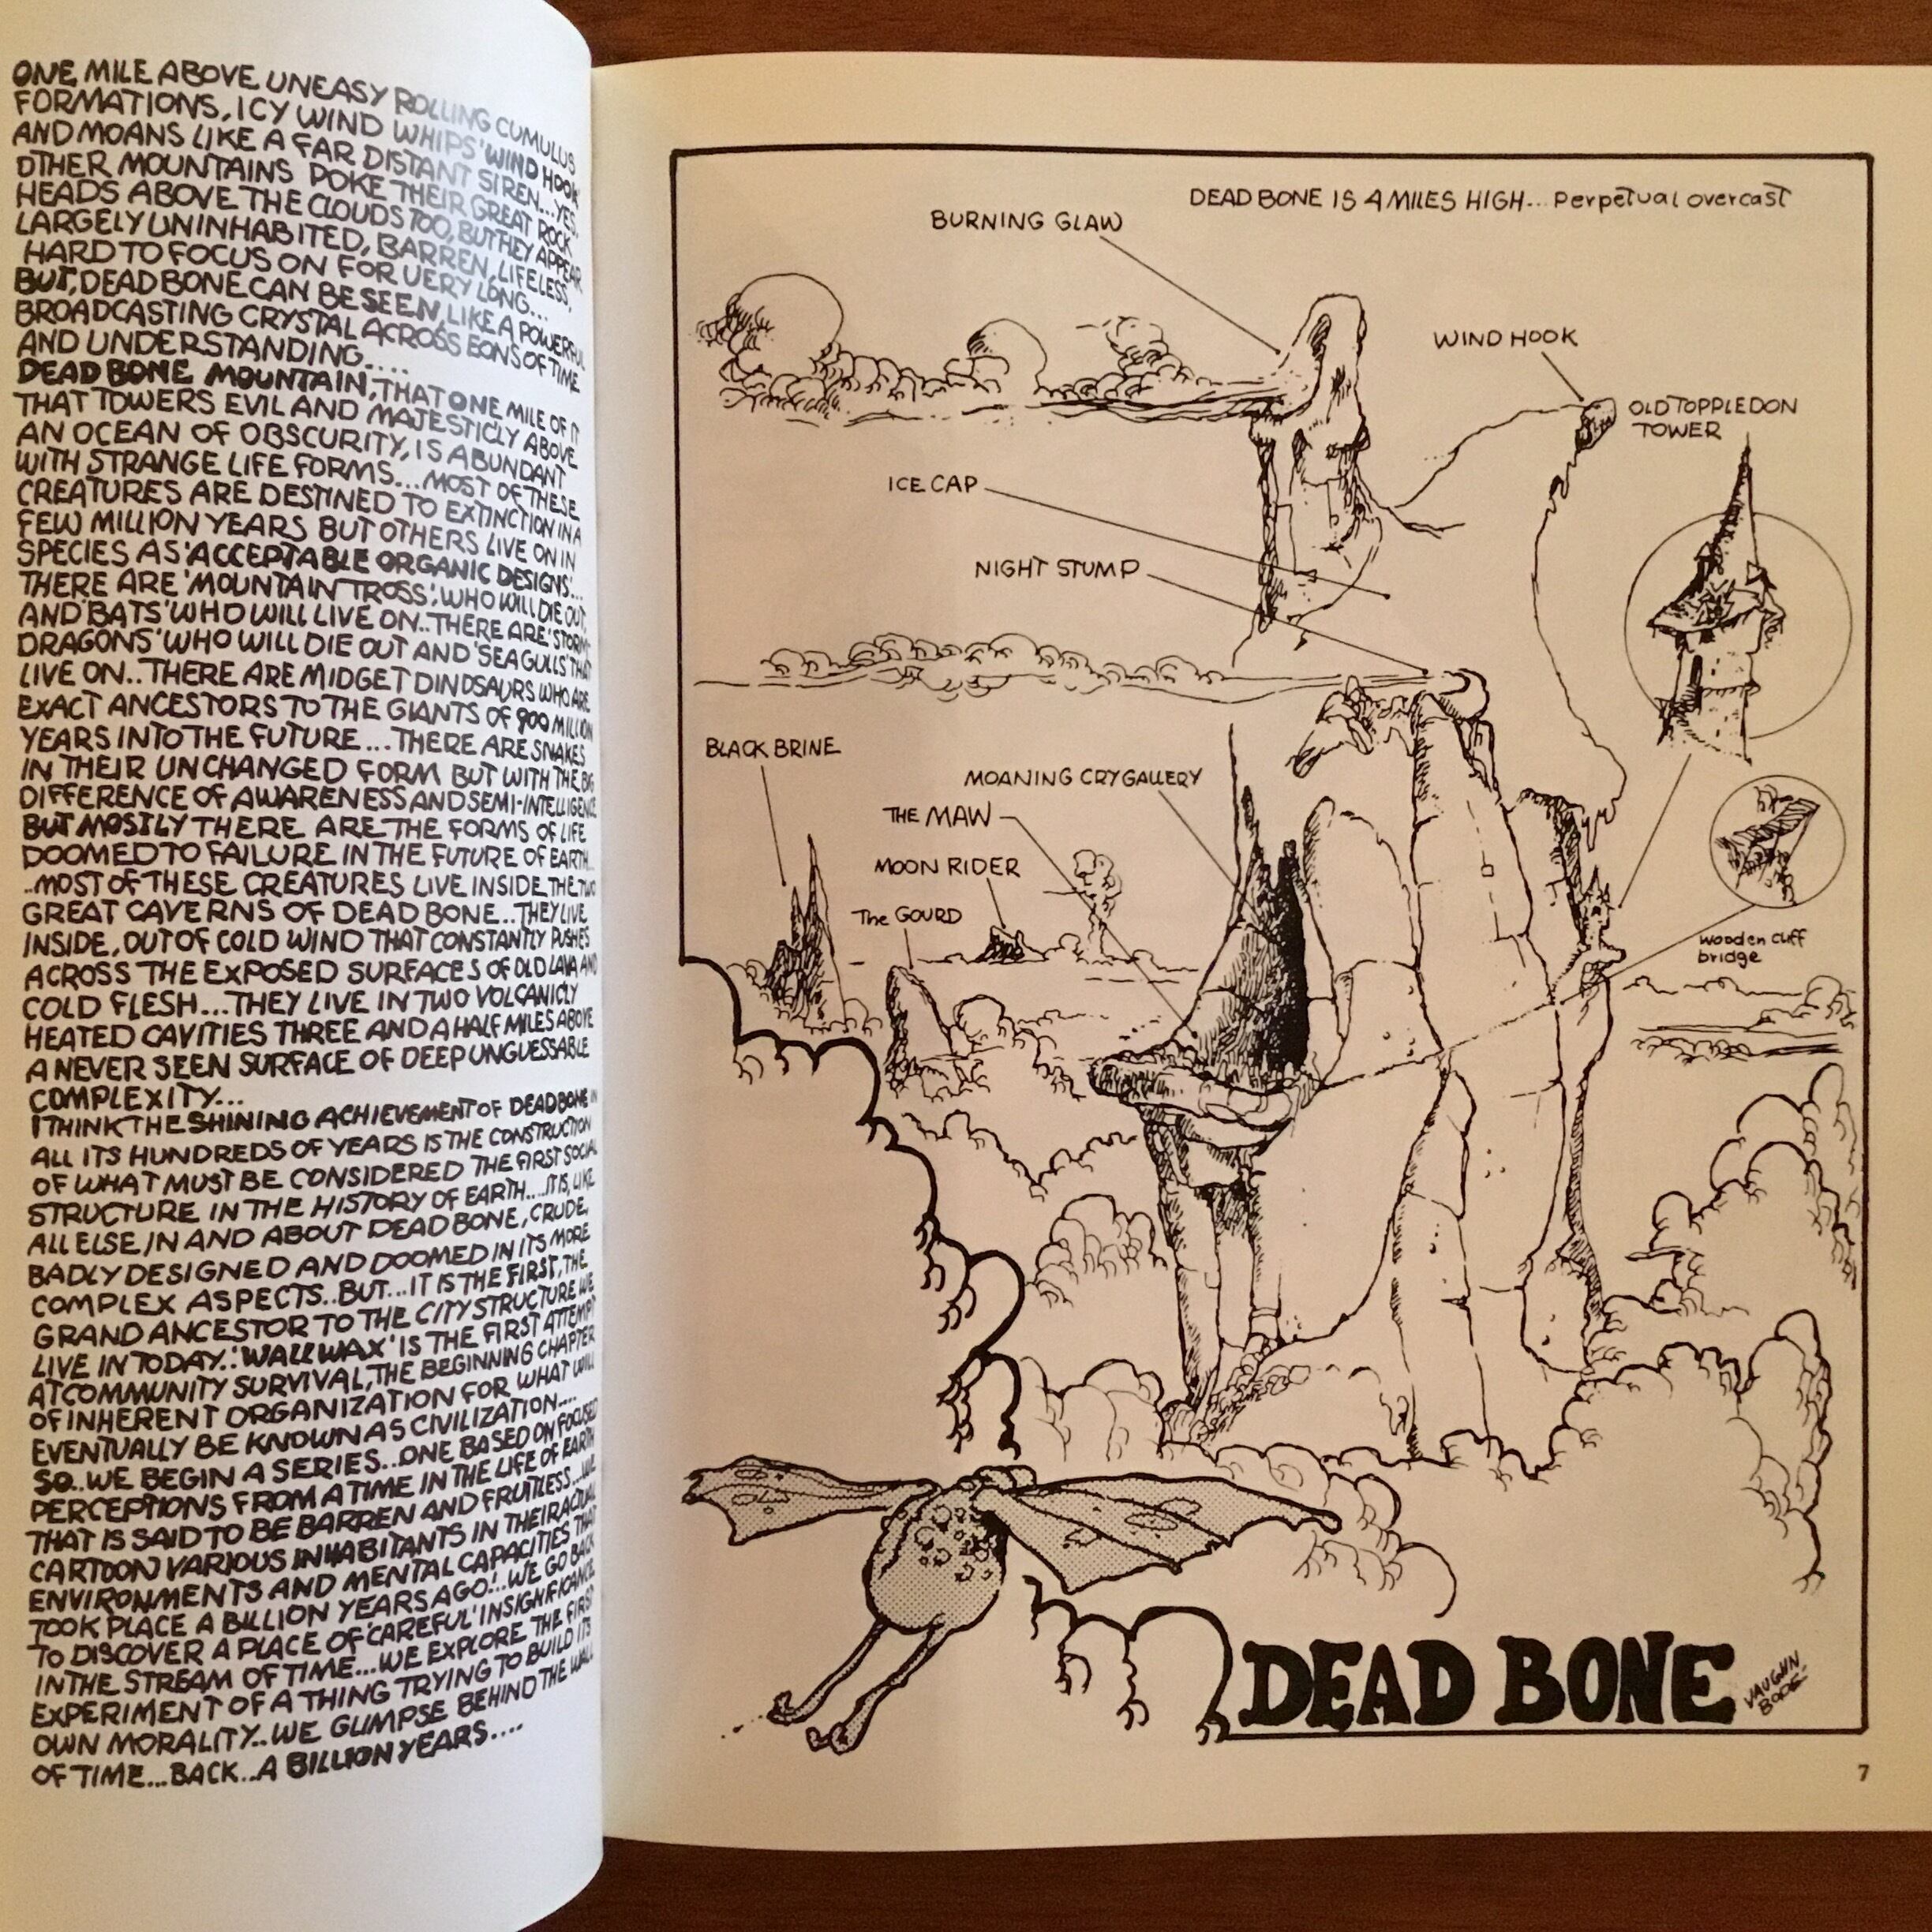 ONE MILE ABOVE UNEASY ROLLING CUMULUS
FORMATIONS, ICY WIND WHIPS 'WIND HOOK'
AND MOANS LIKE A FAR DISTANT SIREN...YES,
OTHER MOUNTAINS POKE THEIR GREAT ROCK
HEADS ABOVE THE CLOUDS TOO, BUT THEY APPEAR
LARGELY UNINHABITED, BARREN, LIFELESS,
HARD TO FOCUS ON FOR VERY LONG...
BUT, DEAD BONE CAN BE SEEN, LIKE A POWERFUL
BROADCASTING CRYSTAL ACROSS EONS OF TIME
AND UNDERSTANDING....
DEAD BONE MOUNTAIN, THAT ONE MILE OF IT
THAT TOWERS EVIL AND MAJESTICLY ABOVE
AN OCEAN OF OBSCURITY, IS ABUNDANT
WITH STRANGE LIFE FORMS...MOST OF THESE
CREATURES ARE DESTINED TO EXTINCTION IN A
FEW MILLION YEARS BUT OTHERS LIVE ON IN
SPECIES AS 'ACCEPTABLE ORGANIC DESIGNS'...
THERE ARE 'MOUNTAIN TROSS', WHO WILL DIE OUT,
AND 'BATS' WHO WILL LIVE ON..THERE ARE 'STORM
DRAGONS' WHO WILL DIE OUT AND 'SEA GULLS' THAT
LIVE ON..THERE ARE MIDGET DINOSAURS WHO ARE
EXACT ANCESTORS TO THE GIANTS OF 900 MILLION
YEARS INTO THE FUTURE...THERE ARE SNAKES
IN THEIR UNCHANGED FORM BUT WITH THE BIG
DIFFERENCE OF AWARENESS AND SEMI-INTELLIGENCE
BUT MOSTLY THERE ARE THE FORMS OF LIFE
DOOMED TO FAILURE IN THE FUTURE OF EARTH..
..MOST OF THESE CREATURES LIVE INSIDE THE TWO
GREAT CAVERNS OF DEAD BONE..THEY LIVE
INSIDE, OUT OF COLD WIND THAT CONSTANTLY PUSHES
ACROSS THE EXPOSED SURFACES OF OLD LAVA AND
COLD FLESH...THEY LIVE IN TWO VOLCANICLY
HEATED CAVITIES THREE AND A HALF MILES ABOVE
A NEVER SEEN SURFACE OF DEEP UNGUESSABLE
COMPLEXITY...
I THINK THE SHINING ACHIEVEMENT OF DEAD BONE IN
ALL ITS HUNDREDS OF YEARS IS THE CONSTRUCTION
OF WHAT MUST BE CONSIDERED THE FIRST SOCIAL
STRUCTURE IN THE HISTORY OF EARTH...IT IS, LIKE
ALL ELSE IN AND ABOUT DEAD BONE, CRUDE,
BADLY DESIGNED AND DOOMED IN ITS MORE
COMPLEX ASPECTS..BUT...IT IS THE FIRST, THE
GRAND ANCESTOR TO THE CITY STRUCTURE WE
LIVE IN TODAY..'WALL WAX' IS THE FIRST ATTEMPT
AT COMMUNITY SURVIVAL, THE BEGINNING CHAPTER
OF INHERENT ORGANIZATION FOR WHAT WILL
EVENTUALLY BE KNOWN AS CIVILIZATION....
SO..WE BEGIN A SERIES..ONE BASED ON FOCUSED
PERCEPTIONS FROM A TIME IN THE LIFE OF EARTH
THAT IS SAID TO BE BARREN AND FRUITLESS...WE
CARTOON VARIOUS INHABITANTS IN THEIR ACTUAL
ENVIRONMENTS AND MENTAL CAPACITIES THAT
TOOK PLACE A BILLION YEARS AGO!..WE GO BACK
TO DISCOVER A PLACE OF 'CAREFUL' INSIGNIFICANCE
IN THE STREAM OF TIME...WE EXPLORE THE FIRST
EXPERIMENT OF A THING TRYING TO BUILD ITS
OWN MORALITY..WE GLIMPSE BEHIND THE WALL
OF TIME...BACK...A BILLION YEARS....
DEAD BONE IS 4 MILES HIGH... Perpetual overcast
BURNING GLAW
WIND HOOK
OLD TOPPLEDON
TOWER
ICE CAP
NIGHT STUMP
BLACK BRINE
MOANING CRY GALLERY
THE MAW
MOON RIDER
The GOURD
wooden cliff
bridge
DEAD BONE
VAUGHN
BODE
7